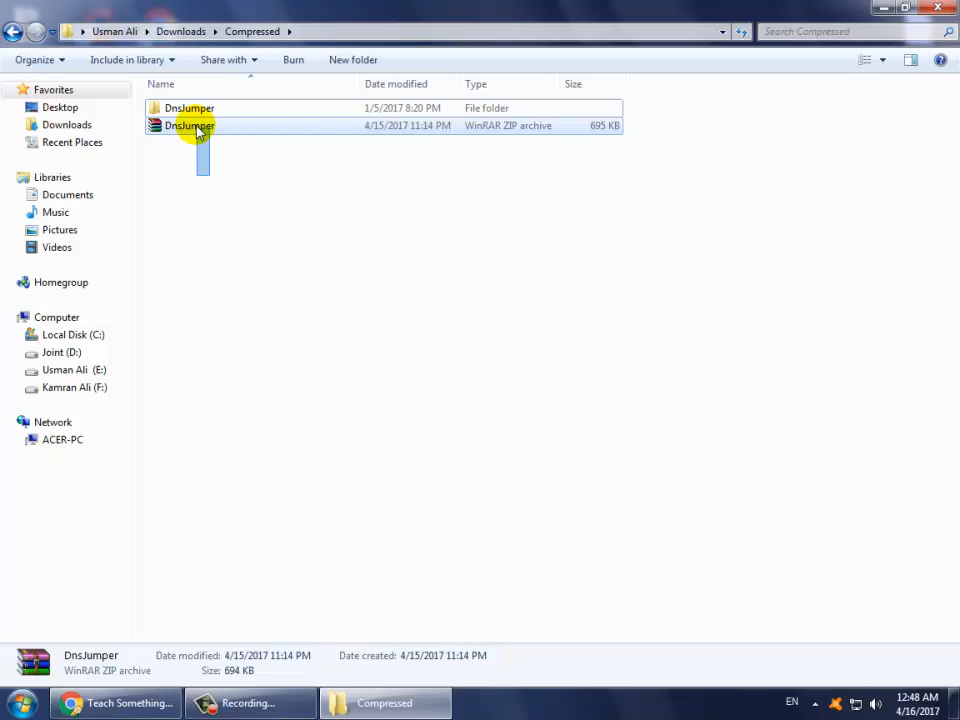 Usman Ali Downloads Compressed
Search Compressed
Organize Include in library Share with Burn New folder
Name Date modified Type Size
Favorites
Desktop
Downloads
Recent Places
Libraries
Documents
Music
Pictures
Videos
Homegroup
Computer
Local Disk (C:)
Joint (D:)
Usman Ali (E:)
Kamran Ali (F:)
Network
ACER-PC
DnsJumper 1/5/2017 8:20 PM File folder
DnsJumper 4/15/2017 11:14 PM WinRAR ZIP archive 695 KB
DnsJumper Date modified: 4/15/2017 11:14 PM Date created: 4/15/2017 11:14 PM
WinRAR ZIP archive Size: 694 KB
Teach Something... Recording... Compressed
EN
12:48 AM
4/16/2017